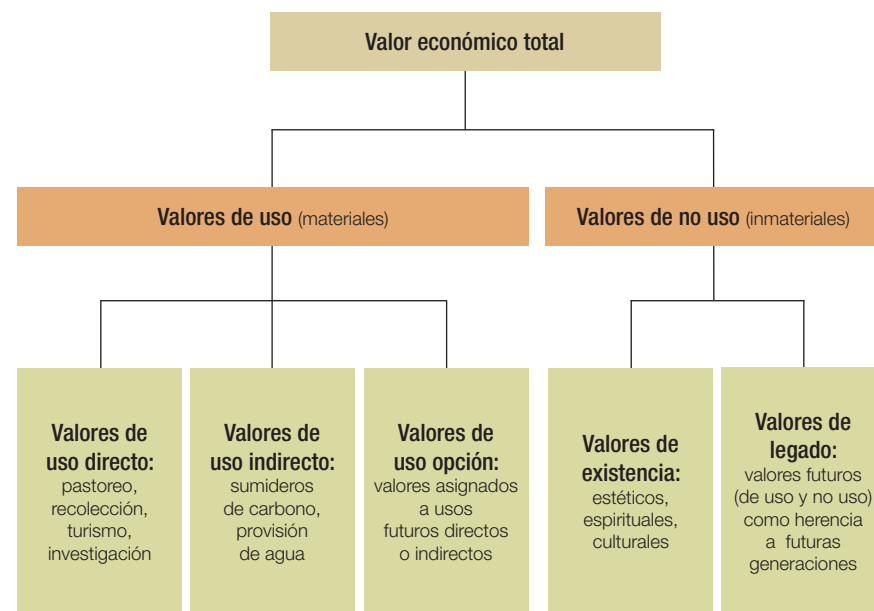 Valor económico total
Valores de uso (materiales)
Valores de no uso (inmateriales)
Valores de
uso directo:
pastoreo,
recolección,
turismo,
investigación
Valores de
uso indirecto:
sumideros
de carbono,
provisión
de agua
Valores de
uso opción:
valores asignados
a usos
futuros directos
o indirectos
Valores de
existencia:
estéticos,
espirituales,
culturales
Valores de
legado:
valores futuros
(de uso y no uso)
como herencia
a futuras
generaciones